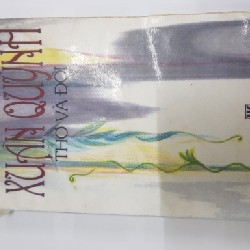 XUÂN QUỲNH
THƠ VÀ ĐỜI